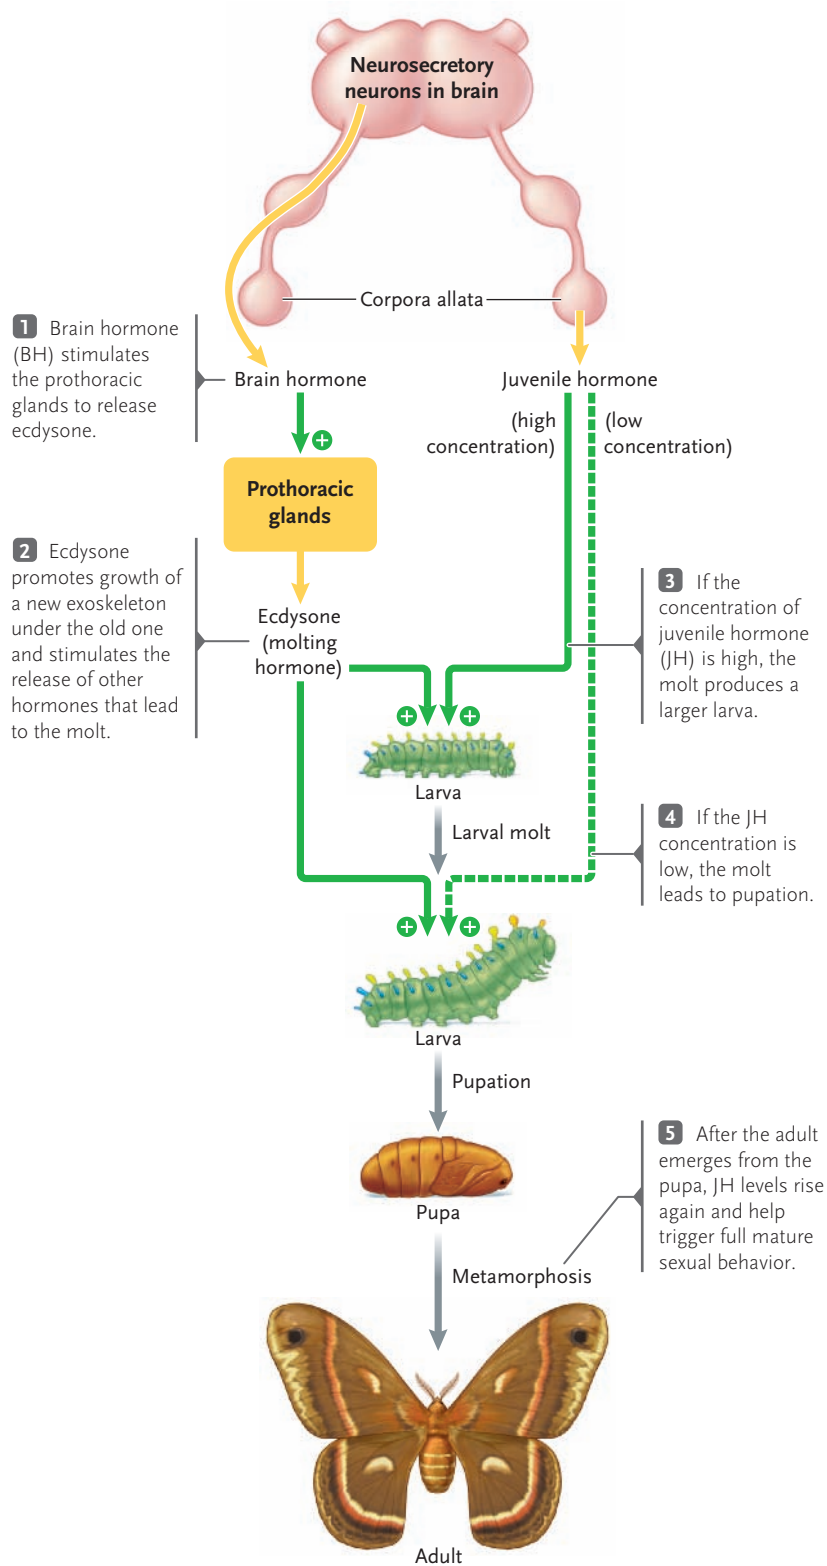 Neurosecretory
neurons in brain
Corpora allata
1 Brain hormone
(BH) stimulates
the prothoracic
glands to release
ecdysone.
Brain hormone
Juvenile hormone
(high
concentration)
(low
concentration)
+
Prothoracic
glands
2 Ecdysone
promotes growth of
a new exoskeleton
under the old one
and stimulates the
release of other
hormones that lead
to the molt.
Ecdysone
(molting
hormone)
3 If the
concentration of
juvenile hormone
(JH) is high, the
molt produces a
larger larva.
+ +
Larva
Larval molt
4 If the JH
concentration is
low, the molt
leads to pupation.
+ +
Larva
Pupation
Pupa
5 After the adult
emerges from the
pupa, JH levels rise
again and help
trigger full mature
sexual behavior.
Metamorphosis
Adult